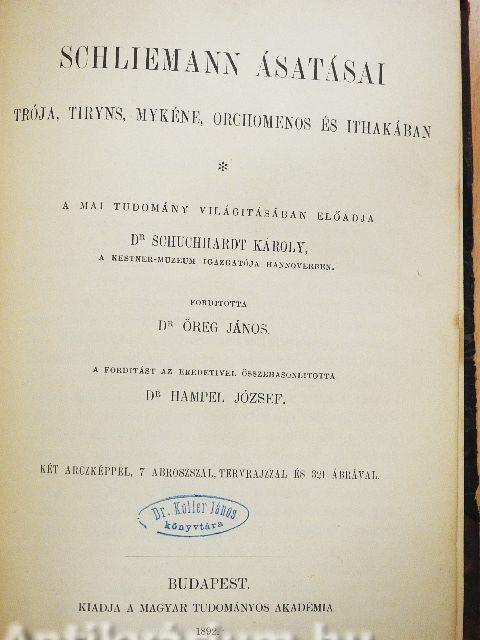 SCHLIEMANN ÁSATÁSAI
TRÓJA, TIRYNS, MYKÉNE, ORCHOMENOS ÉS ITHAKÁBAN
*
A MAI TUDOMÁNY VILÁGITÁSÁBAN ELŐADJA
DR SCHUCHHARDT KÁROLY,
A KESTNER-MÚZEUM IGAZGATÓJA HANNOVERBEN.
FORDITOTTA
DR ÖREG JÁNOS.
A FORDITÁST AZ EREDETIVEL ÖSSZEHASONLITOTTA
DR HAMPEL JÓZSEF.
KÉT ARCZKÉPPEL, 7 ABROSZSZAL, TERVRAJZZAL ÉS 321 ÁBRÁVAL.
Dr. Koller János
könyvtára
BUDAPEST.
KIADJA A MAGYAR TUDOMÁNYOS AKADÉMIA
1892.